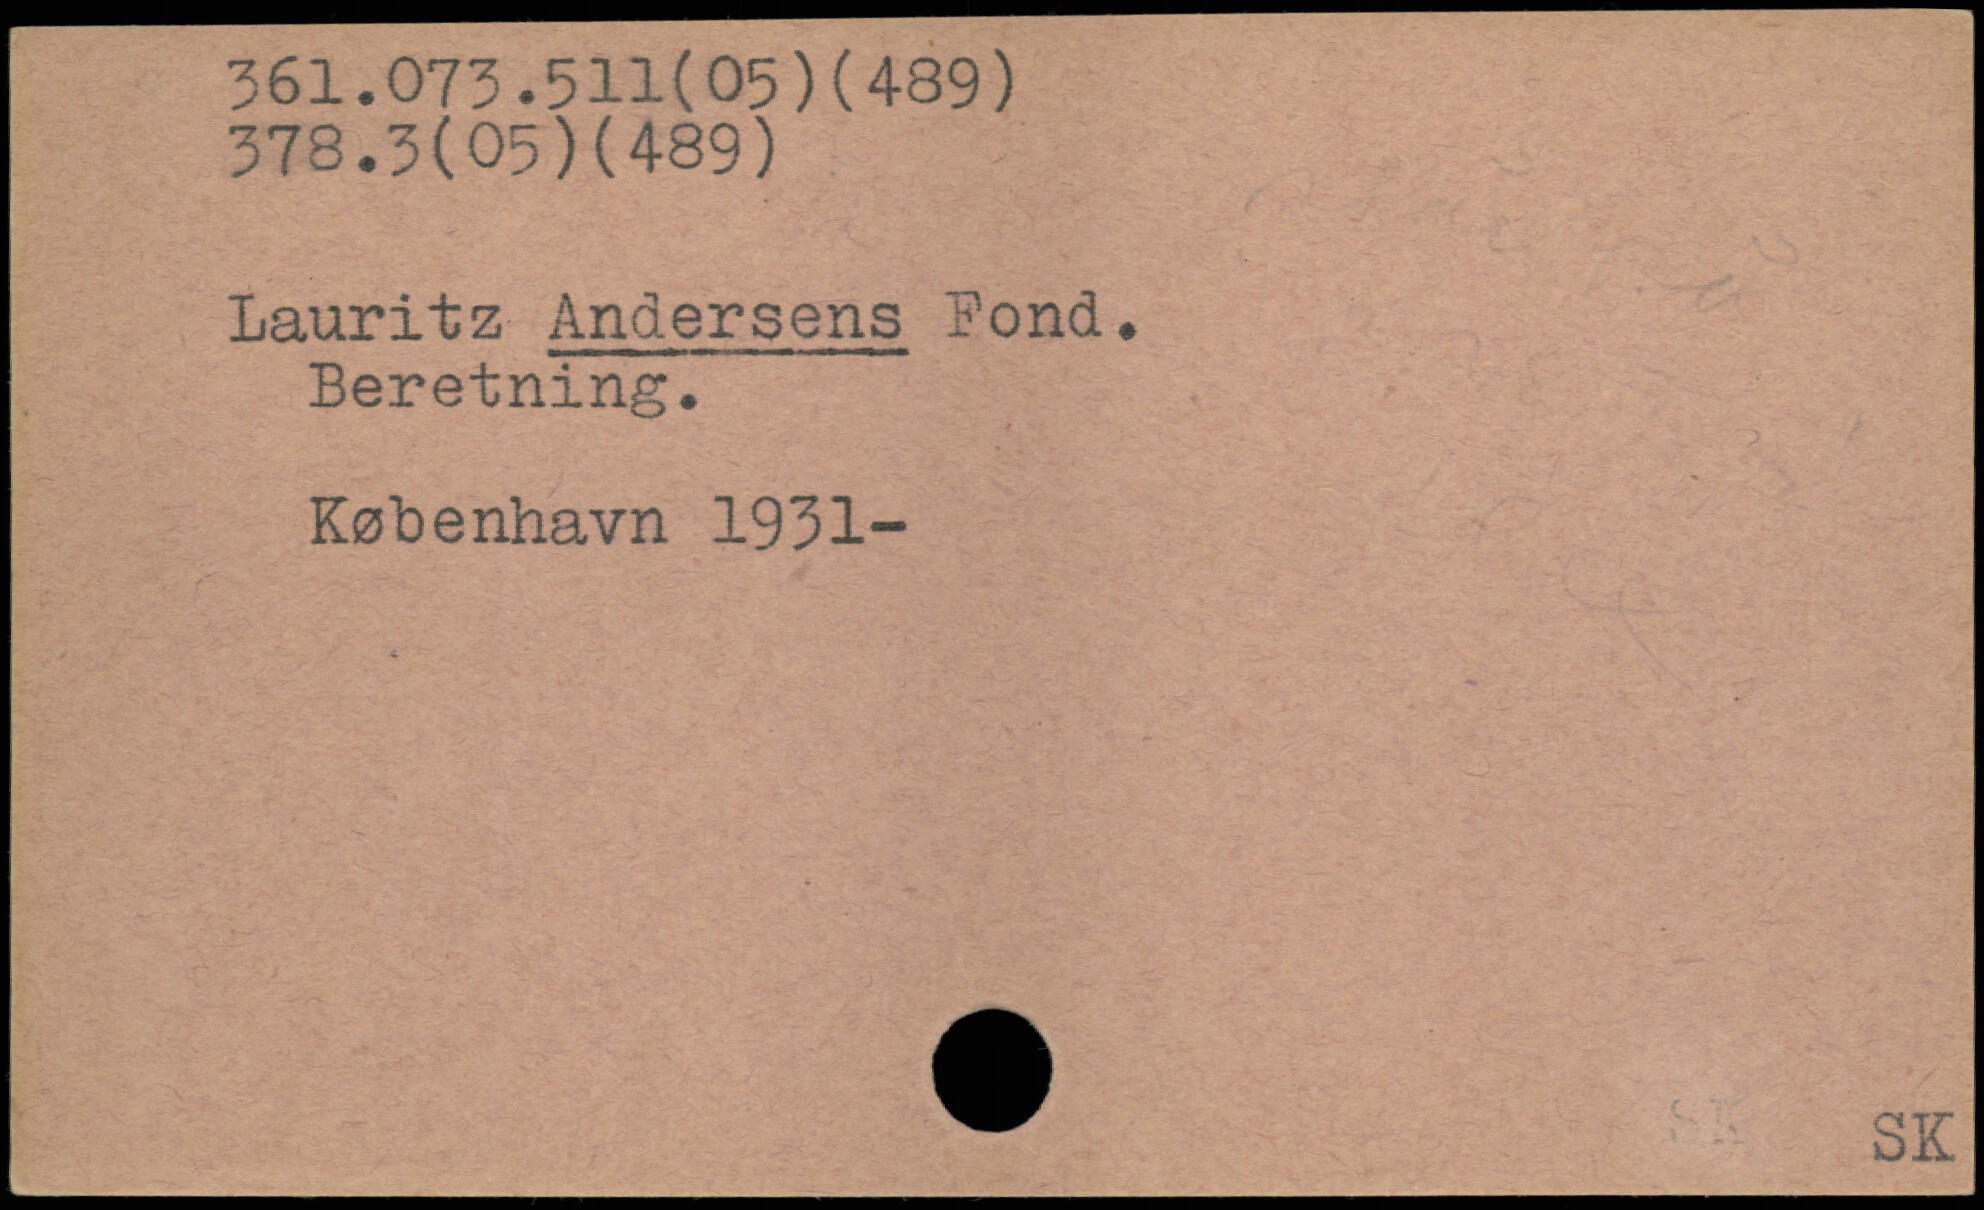 361.073.511(05)(489)
378.3(05)(489)
Lauritz Andersens Fond.
Beretning.
København 1931-
SK